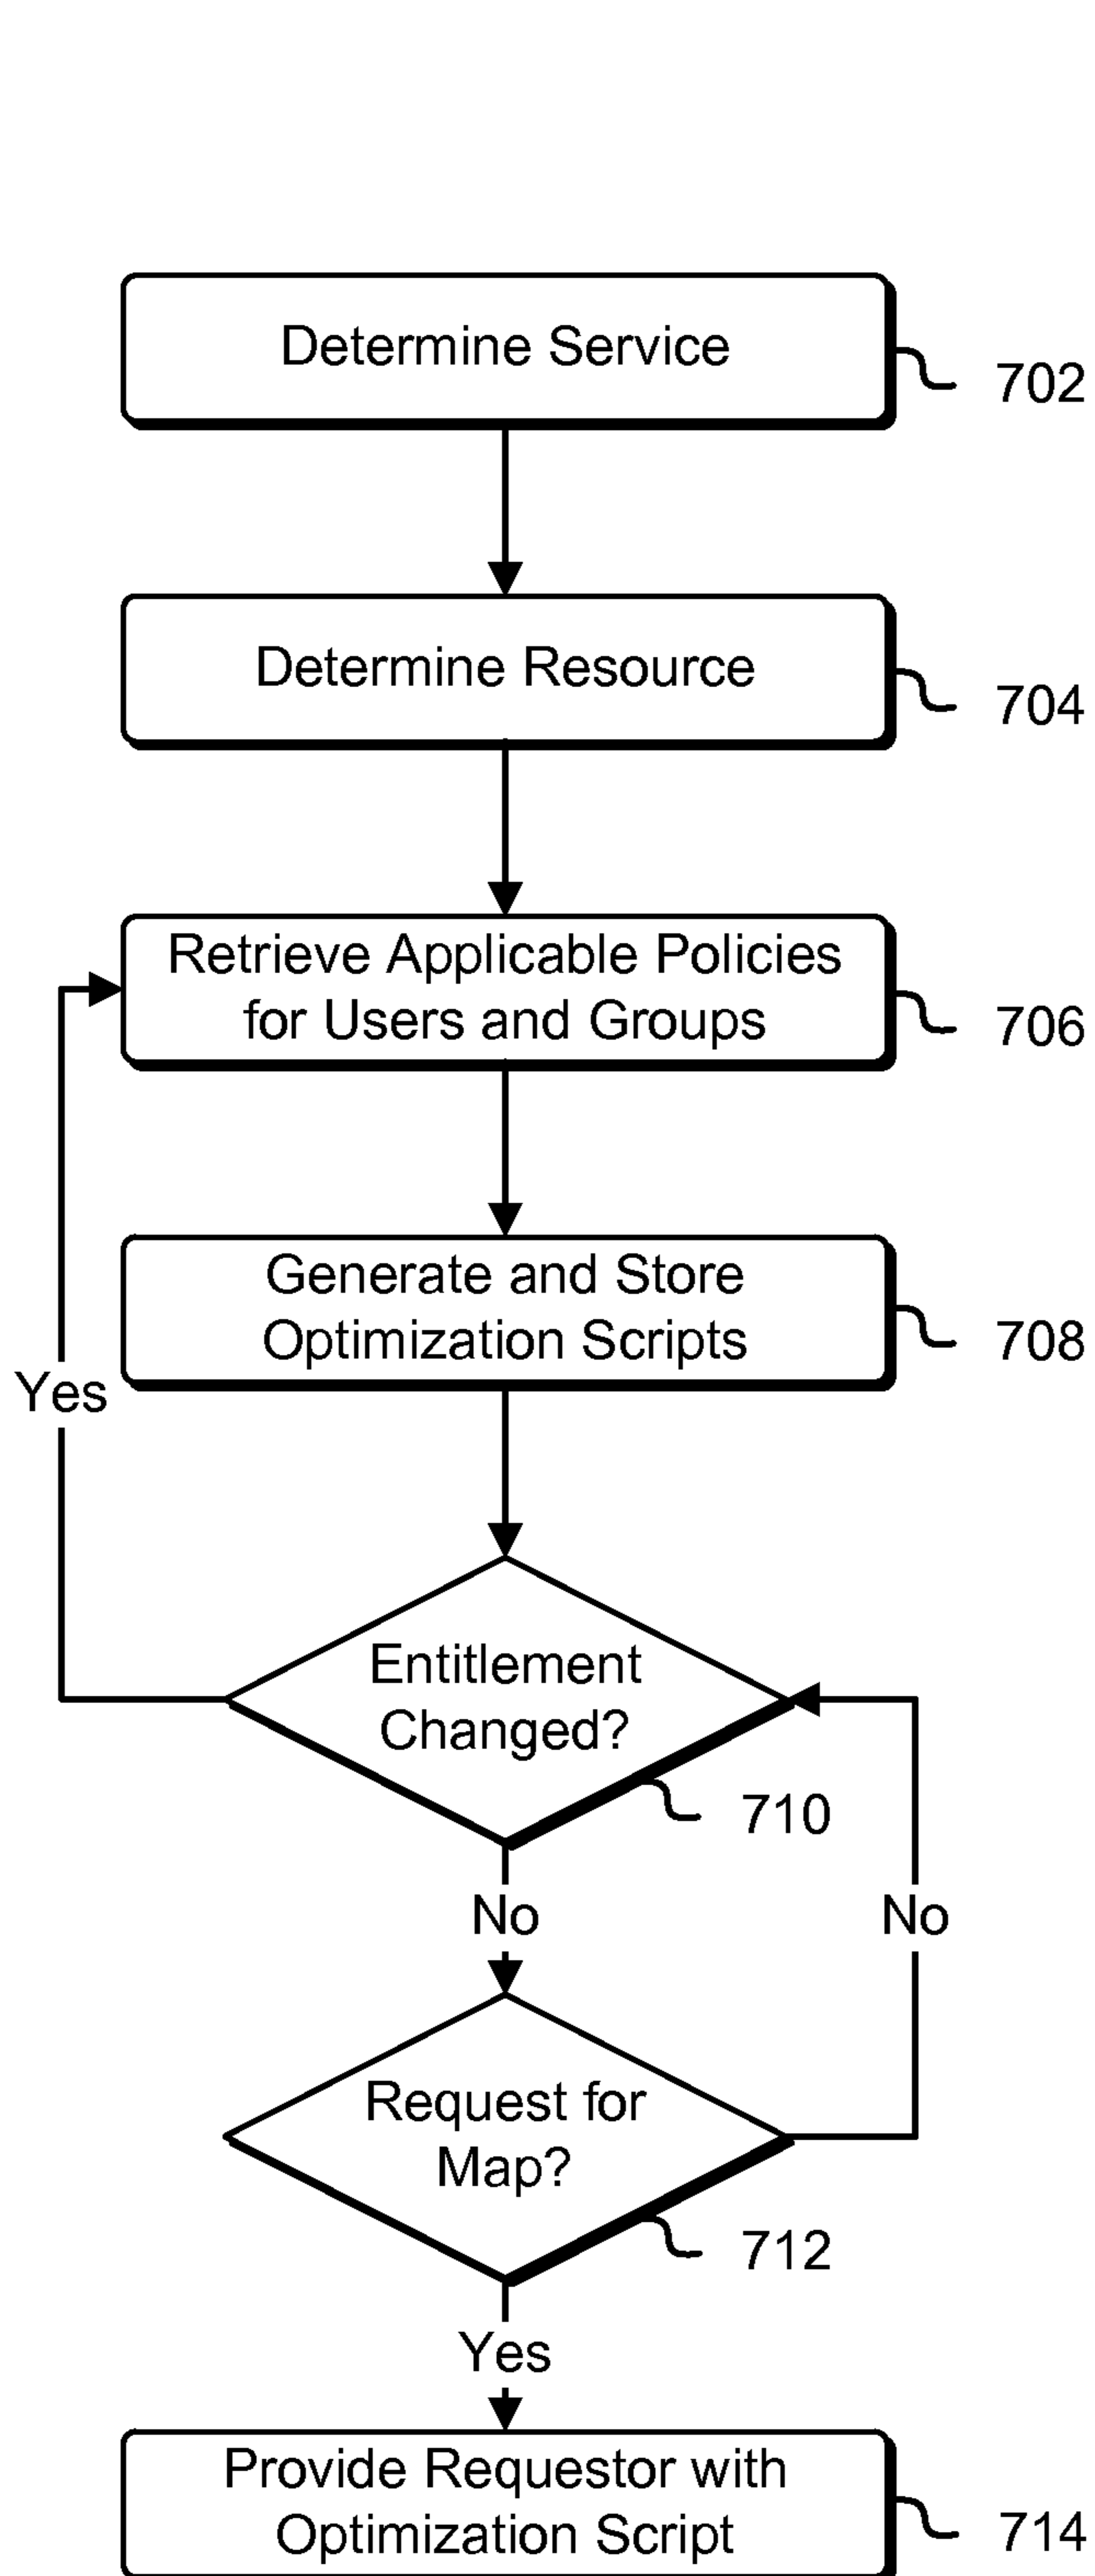 Determine Service
702
Determine Resource
704
Retrieve Applicable Policies
for Users and Groups
706
Generate and Store
Optimization Scripts
708
Yes
Entitlement
Changed?
710
No
No
Request for
Map?
712
Yes
Provide Requestor with
Optimization Script
714